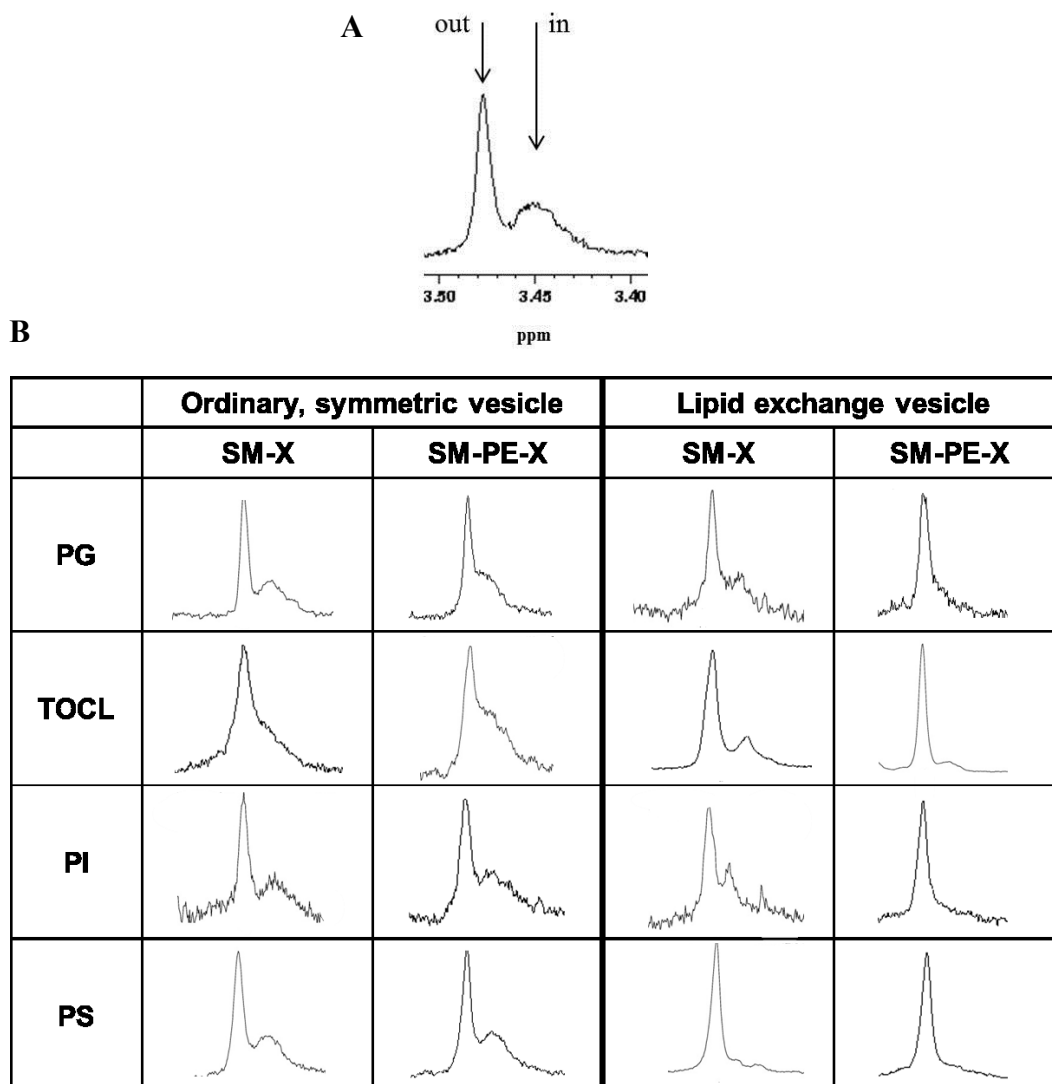 A
out in
3.50 3.45 3.40
ppm
B
Ordinary, symmetric vesicle Lipid exchange vesicle
SM-X SM-PE-X SM-X SM-PE-X
PG
TOCL
PI
PS